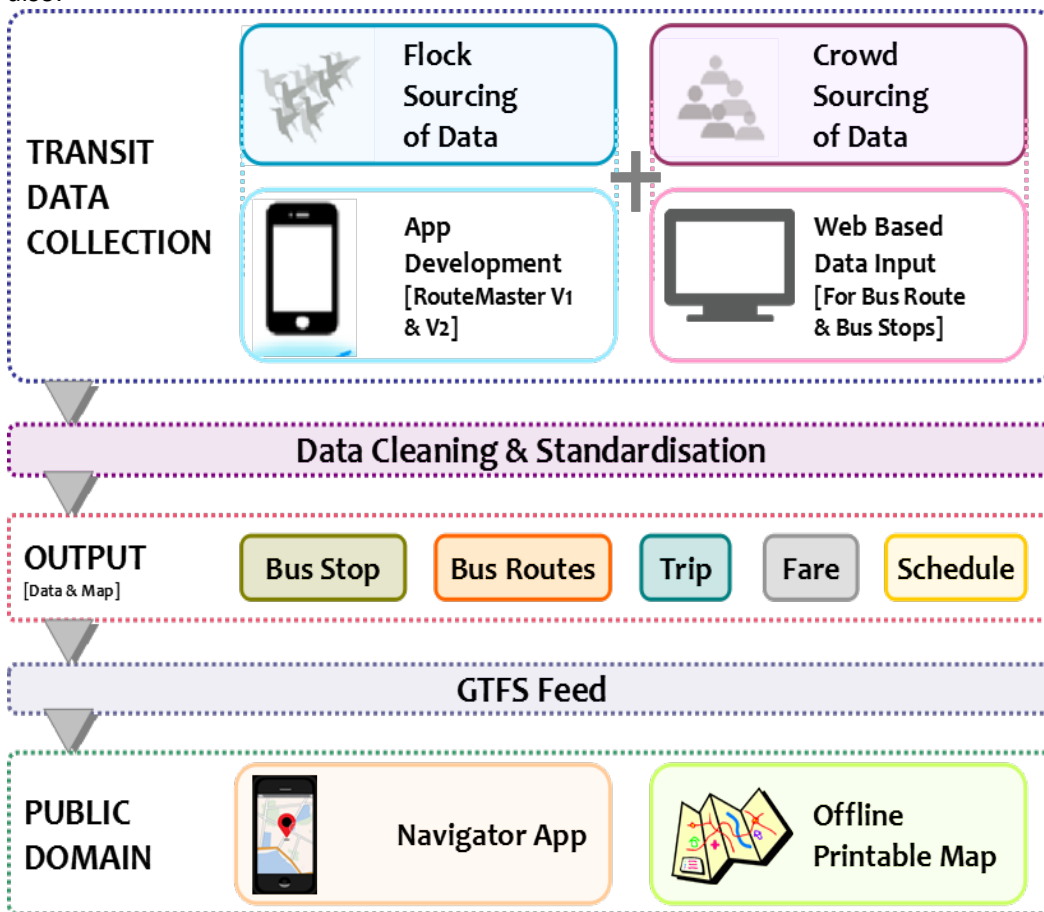 also.
TRANSIT
DATA
COLLECTION
Flock
Sourcing
of Data
Crowd
Sourcing
of Data
App
Development
[RouteMaster V1
& V2]
Web Based
Data Input
[For Bus Route
& Bus Stops]
Data Cleaning & Standardisation
OUTPUT
[Data & Map]
Bus Stop
Bus Routes
Trip
Fare
Schedule
GTFS Feed
PUBLIC
DOMAIN
Navigator App
Offline
Printable Map